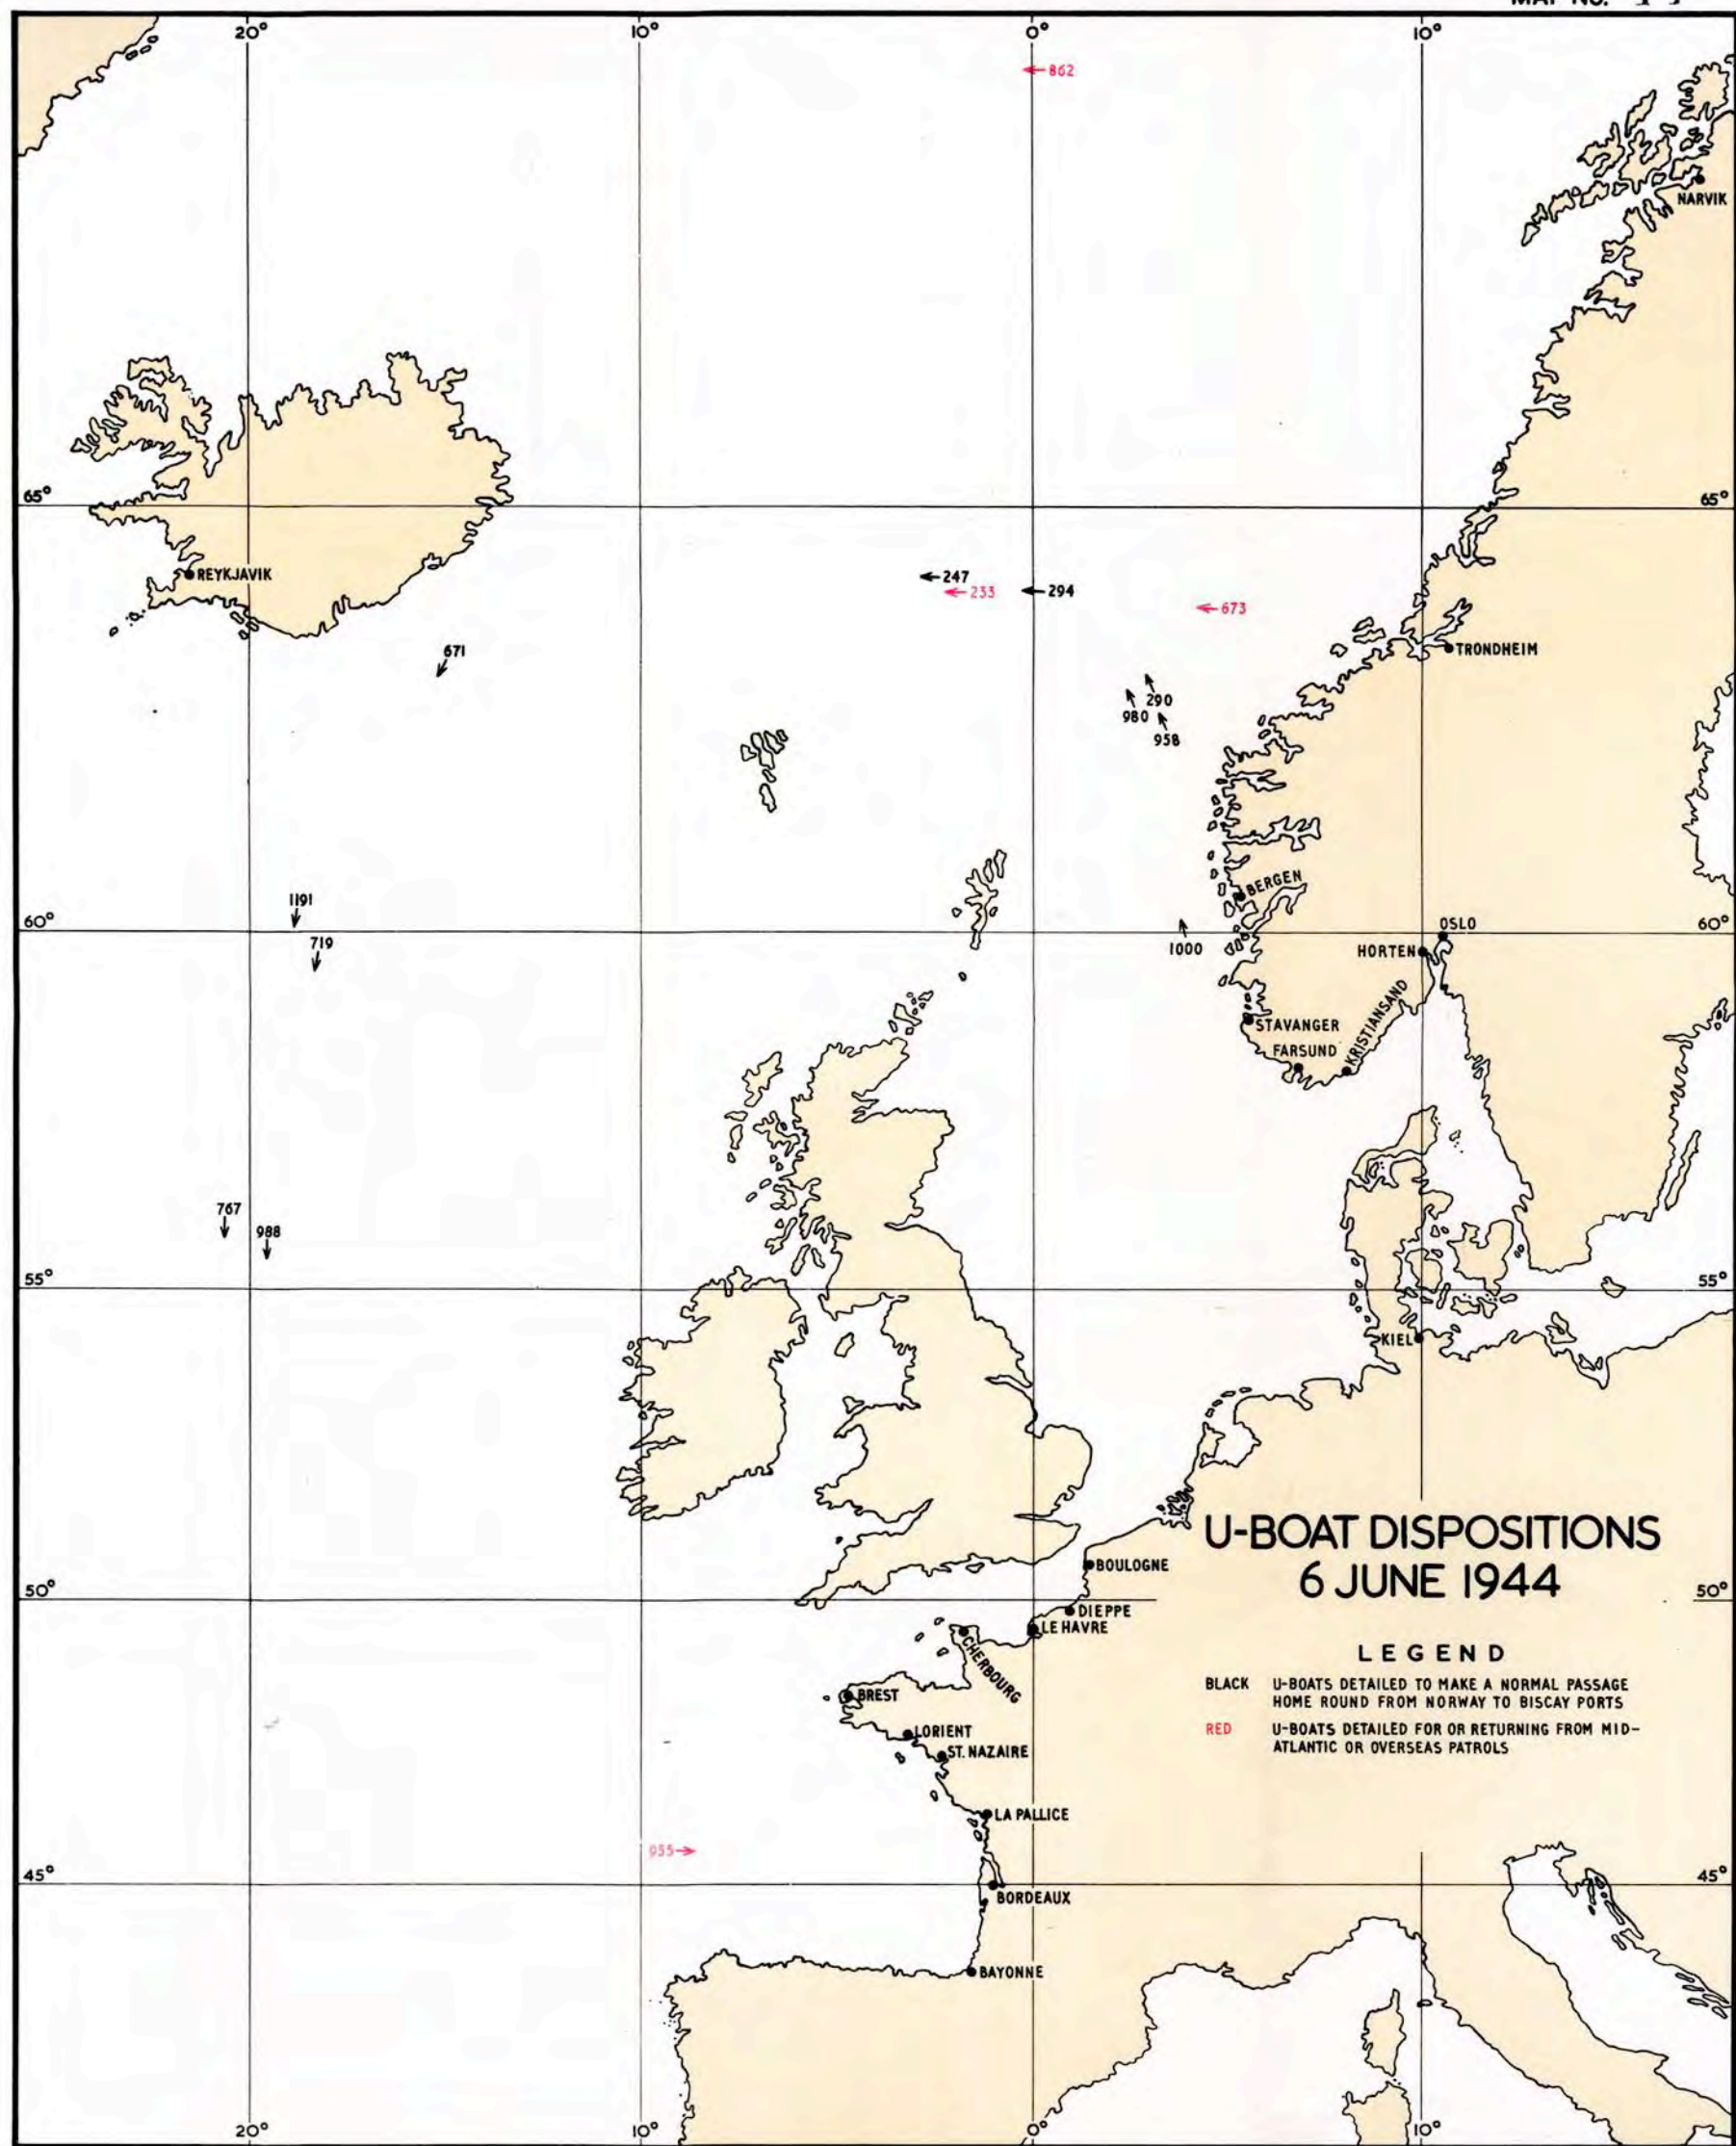 MAP No.
20°
10°
0°
10°
862
NARVIK
65°
65°
REYKJAVIK
247
233
294
673
671
TRONDHEIM
290
980
958
BERGEN
1191
60°
60°
719
1000
OSLO
HORTEN
STAVANGER
KRISTIANSAND
FARSUND
767
988
55°
55°
KIEL
U-BOAT DISPOSITIONS
6 JUNE 1944
BOULOGNE
50°
50°
DIEPPE
LE HAVRE
CHERBOURG
LEGEND
BLACK U-BOATS DETAILED TO MAKE A NORMAL PASSAGE
HOME ROUND FROM NORWAY TO BISCAY PORTS
BREST
RED U-BOATS DETAILED FOR OR RETURNING FROM MID-
ATLANTIC OR OVERSEAS PATROLS
LORIENT
ST. NAZAIRE
LA PALLICE
955
45°
45°
BORDEAUX
BAYONNE
20°
10°
0°
10°